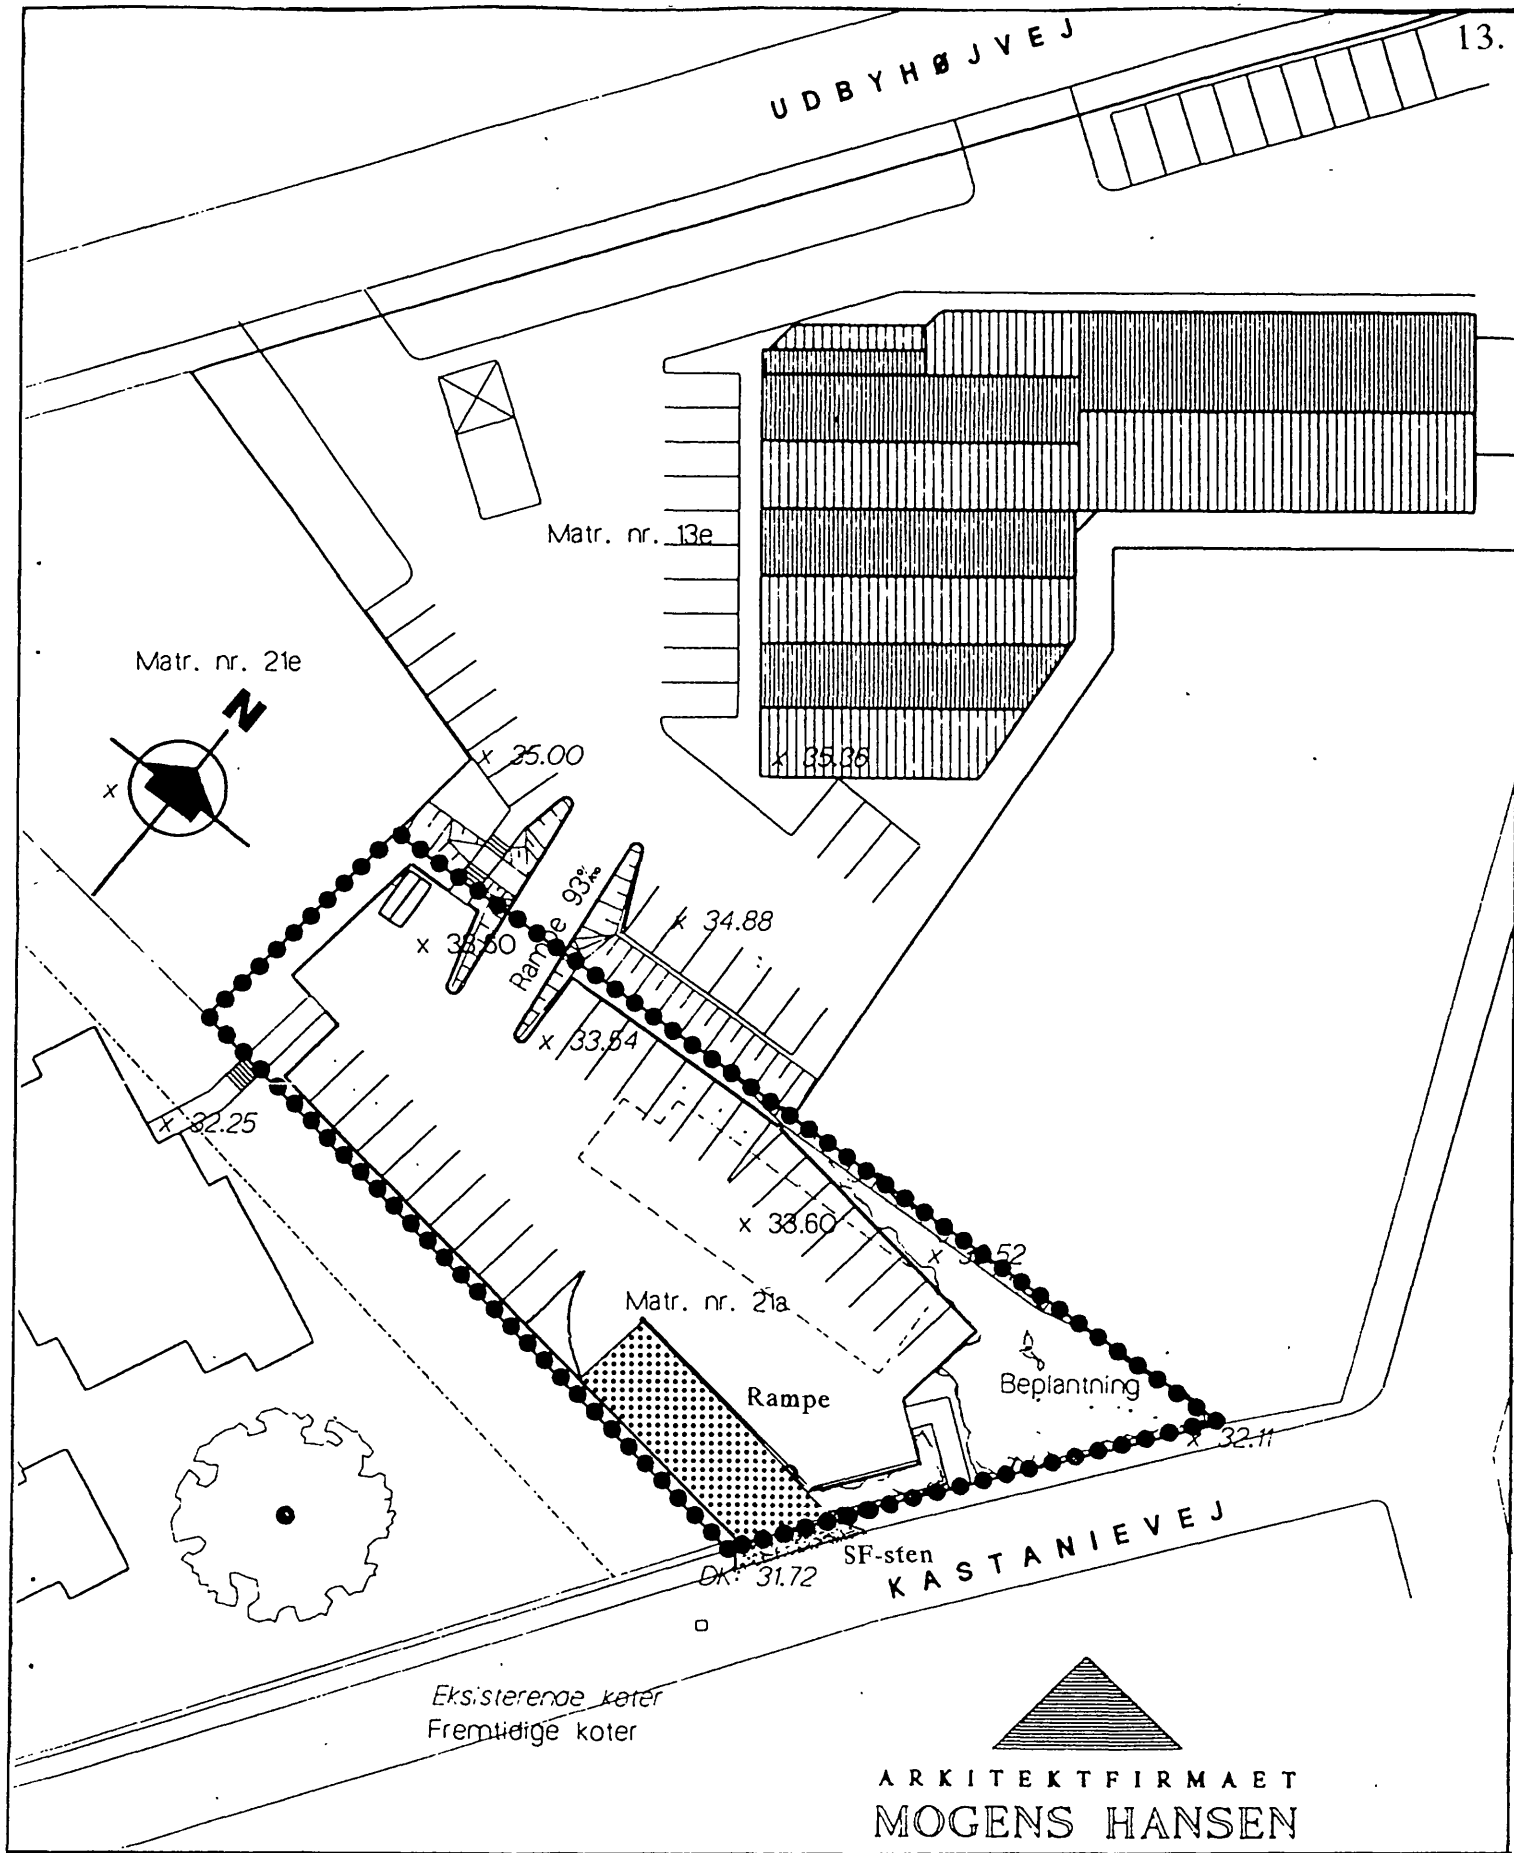 13.
UDBYHØJVEJ
Matr. nr. 13e
Matr. nr. 21e
N
x 35.00
x 35.36
x
Rampe 93‰
x 34.88
x 33.60
x 33.54
x 32.25
x 33.60
52
Matr. nr. 21a
Rampe
Beplantning
x 32.11
SF-sten
DK: 31.72
KASTANIEVEJ
Eksisterende koter
Fremtidige koter
ARKITEKTFIRMAET
MOGENS HANSEN